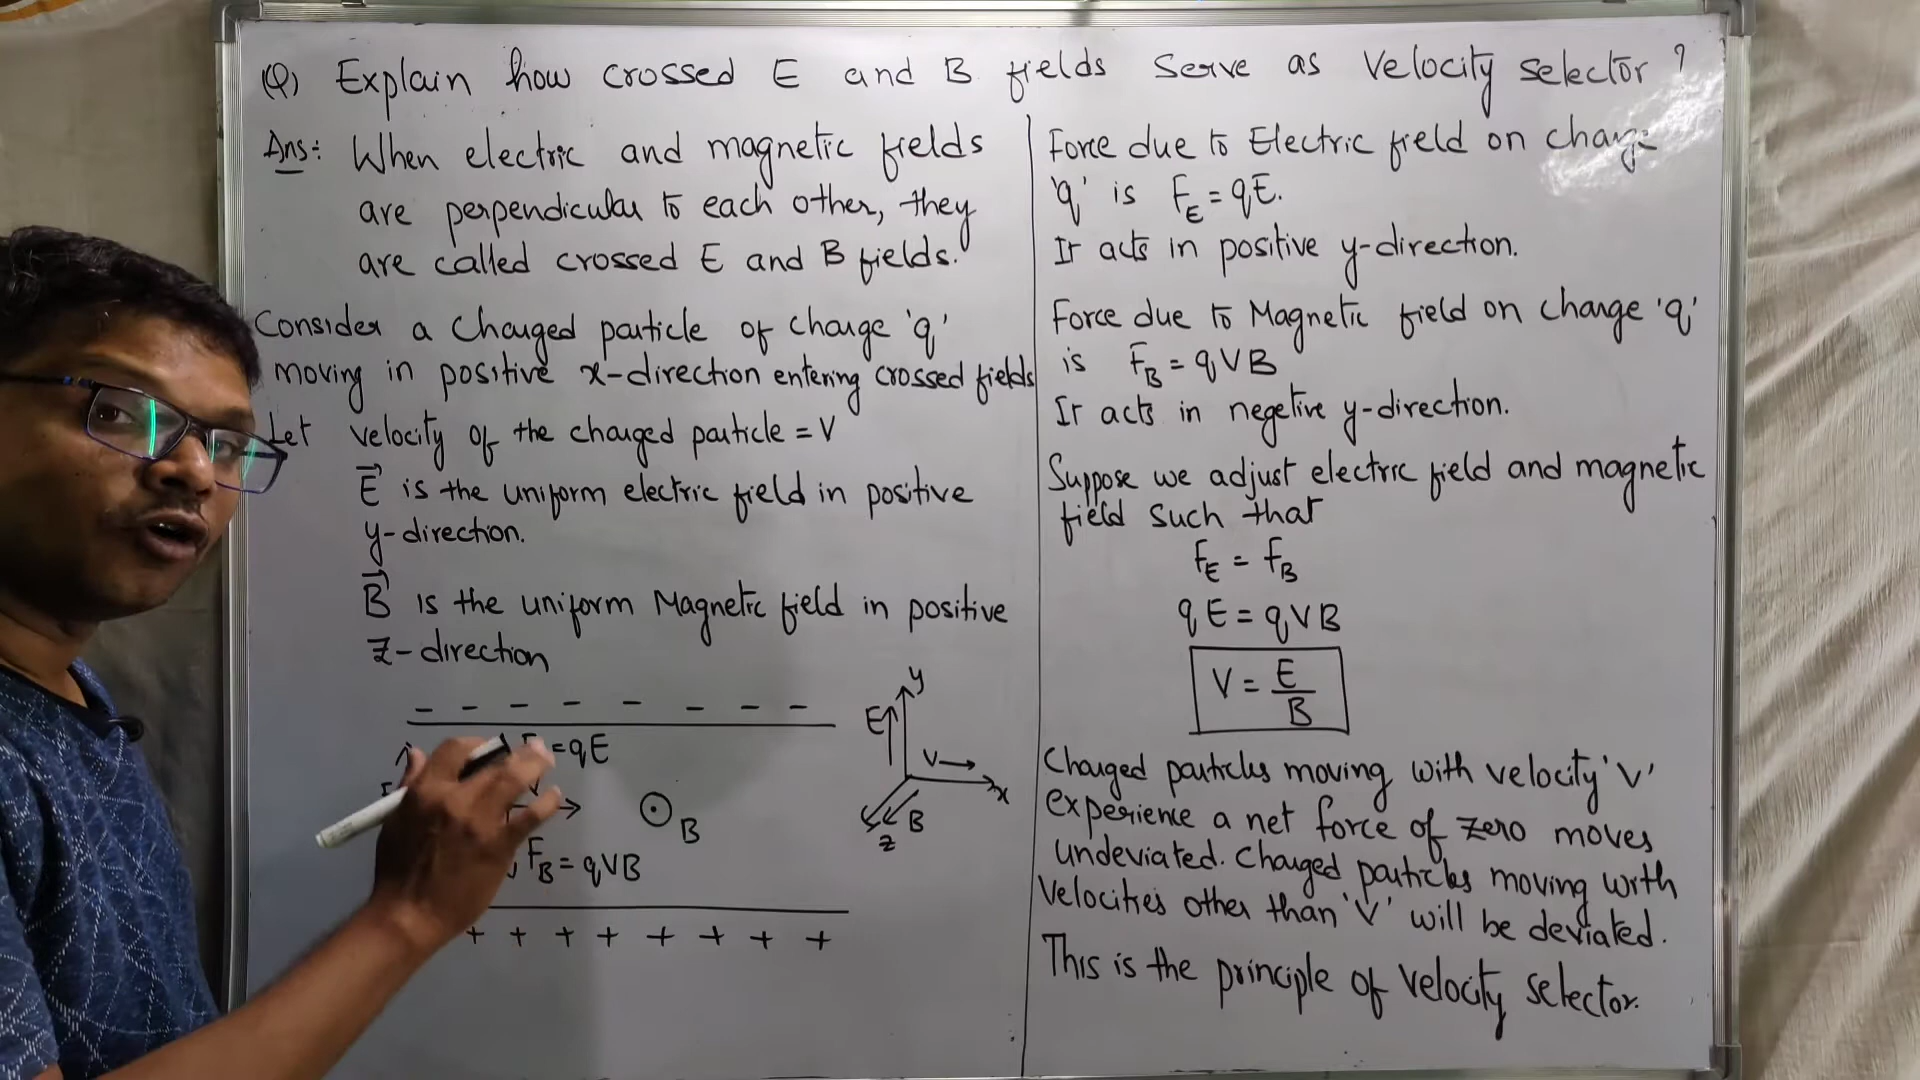 Q) Explain how crossed E and B fields serve as velocity selector?
Ans:- When electric and magnetic fields
are perpendicular to each other, they
are called crossed E and B fields.
Consider a charged particle of charge 'q'
moving in positive x-direction entering crossed fields
Let velocity of the charged particle = V
E⃗ is the uniform electric field in positive
y-direction.
B⃗ is the uniform Magnetic field in positive
z-direction
− − − − − − − −
=qE
B
F_B = qVB
+ + + + + + + +
y
E
V
x
B
z
Force due to Electric field on charge
'q' is F_E = qE.
It acts in positive y-direction.
Force due to Magnetic field on charge 'q'
is F_B = qVB
It acts in negetive y-direction.
Suppose we adjust electric field and magnetic
field such that
F_E = F_B
qE = qVB
V = E/B
Charged particles moving with velocity 'V'
experience a net force of zero moves
undeviated. Charged particles moving with
velocities other than 'V' will be deviated.
This is the principle of velocity selector.